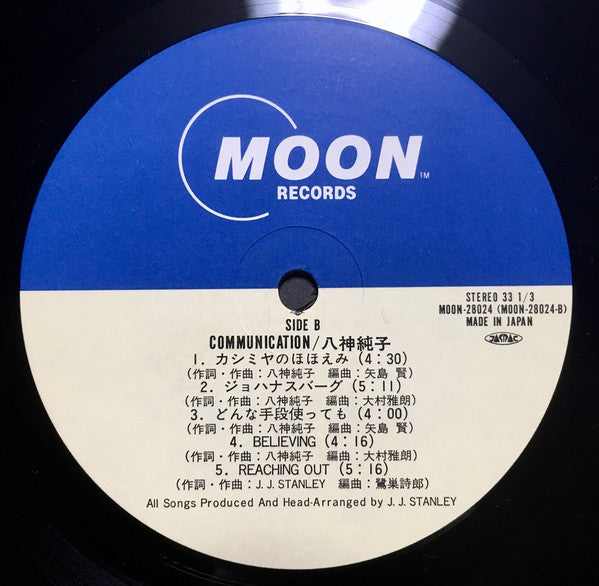 MOON™
RECORDS
STEREO 33 1/3
MOON-28024 (MOON-28024-B)
MADE IN JAPAN
JASRAC
SIDE B
COMMUNICATION/八神純子
1. カシミヤのほほえみ (4:30)
(作詞・作曲:八神純子 編曲:矢島 賢)
2. ジョハナスバーグ (5:11)
(作詞・作曲:八神純子 編曲:大村雅朗)
3. どんな手段使っても (4:00)
(作詞・作曲:八神純子 編曲:矢島 賢)
4. BELIEVING (4:16)
(作詞・作曲:八神純子 編曲:大村雅朗)
5. REACHING OUT (5:16)
(作詞・作曲:J. J. STANLEY 編曲:鷺巣詩郎)
All Songs Produced And Head-Arranged by J. J. STANLEY